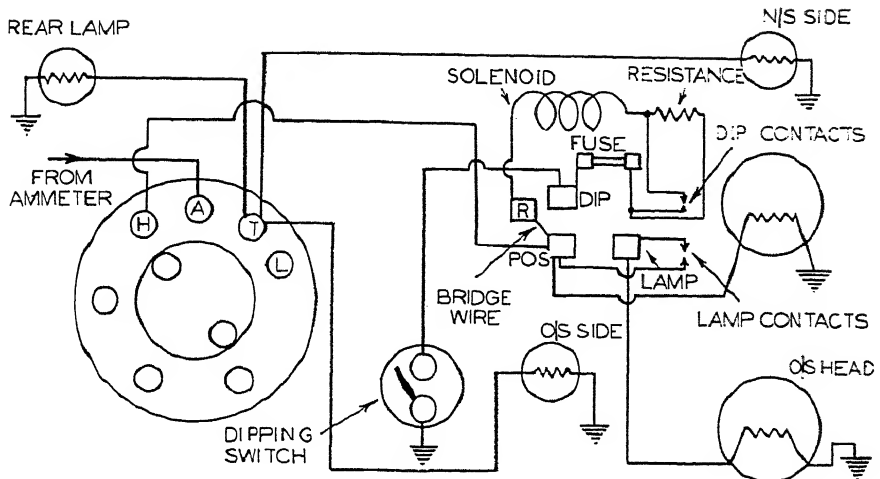 REAR LAMP
N/S SIDE
SOLENOID
RESISTANCE
FUSE
DIP CONTACTS
FROM
AMMETER
H
A
T
L
R
DIP
POS
LAMP
BRIDGE
WIRE
LAMP CONTACTS
O/S SIDE
O/S HEAD
DIPPING
SWITCH